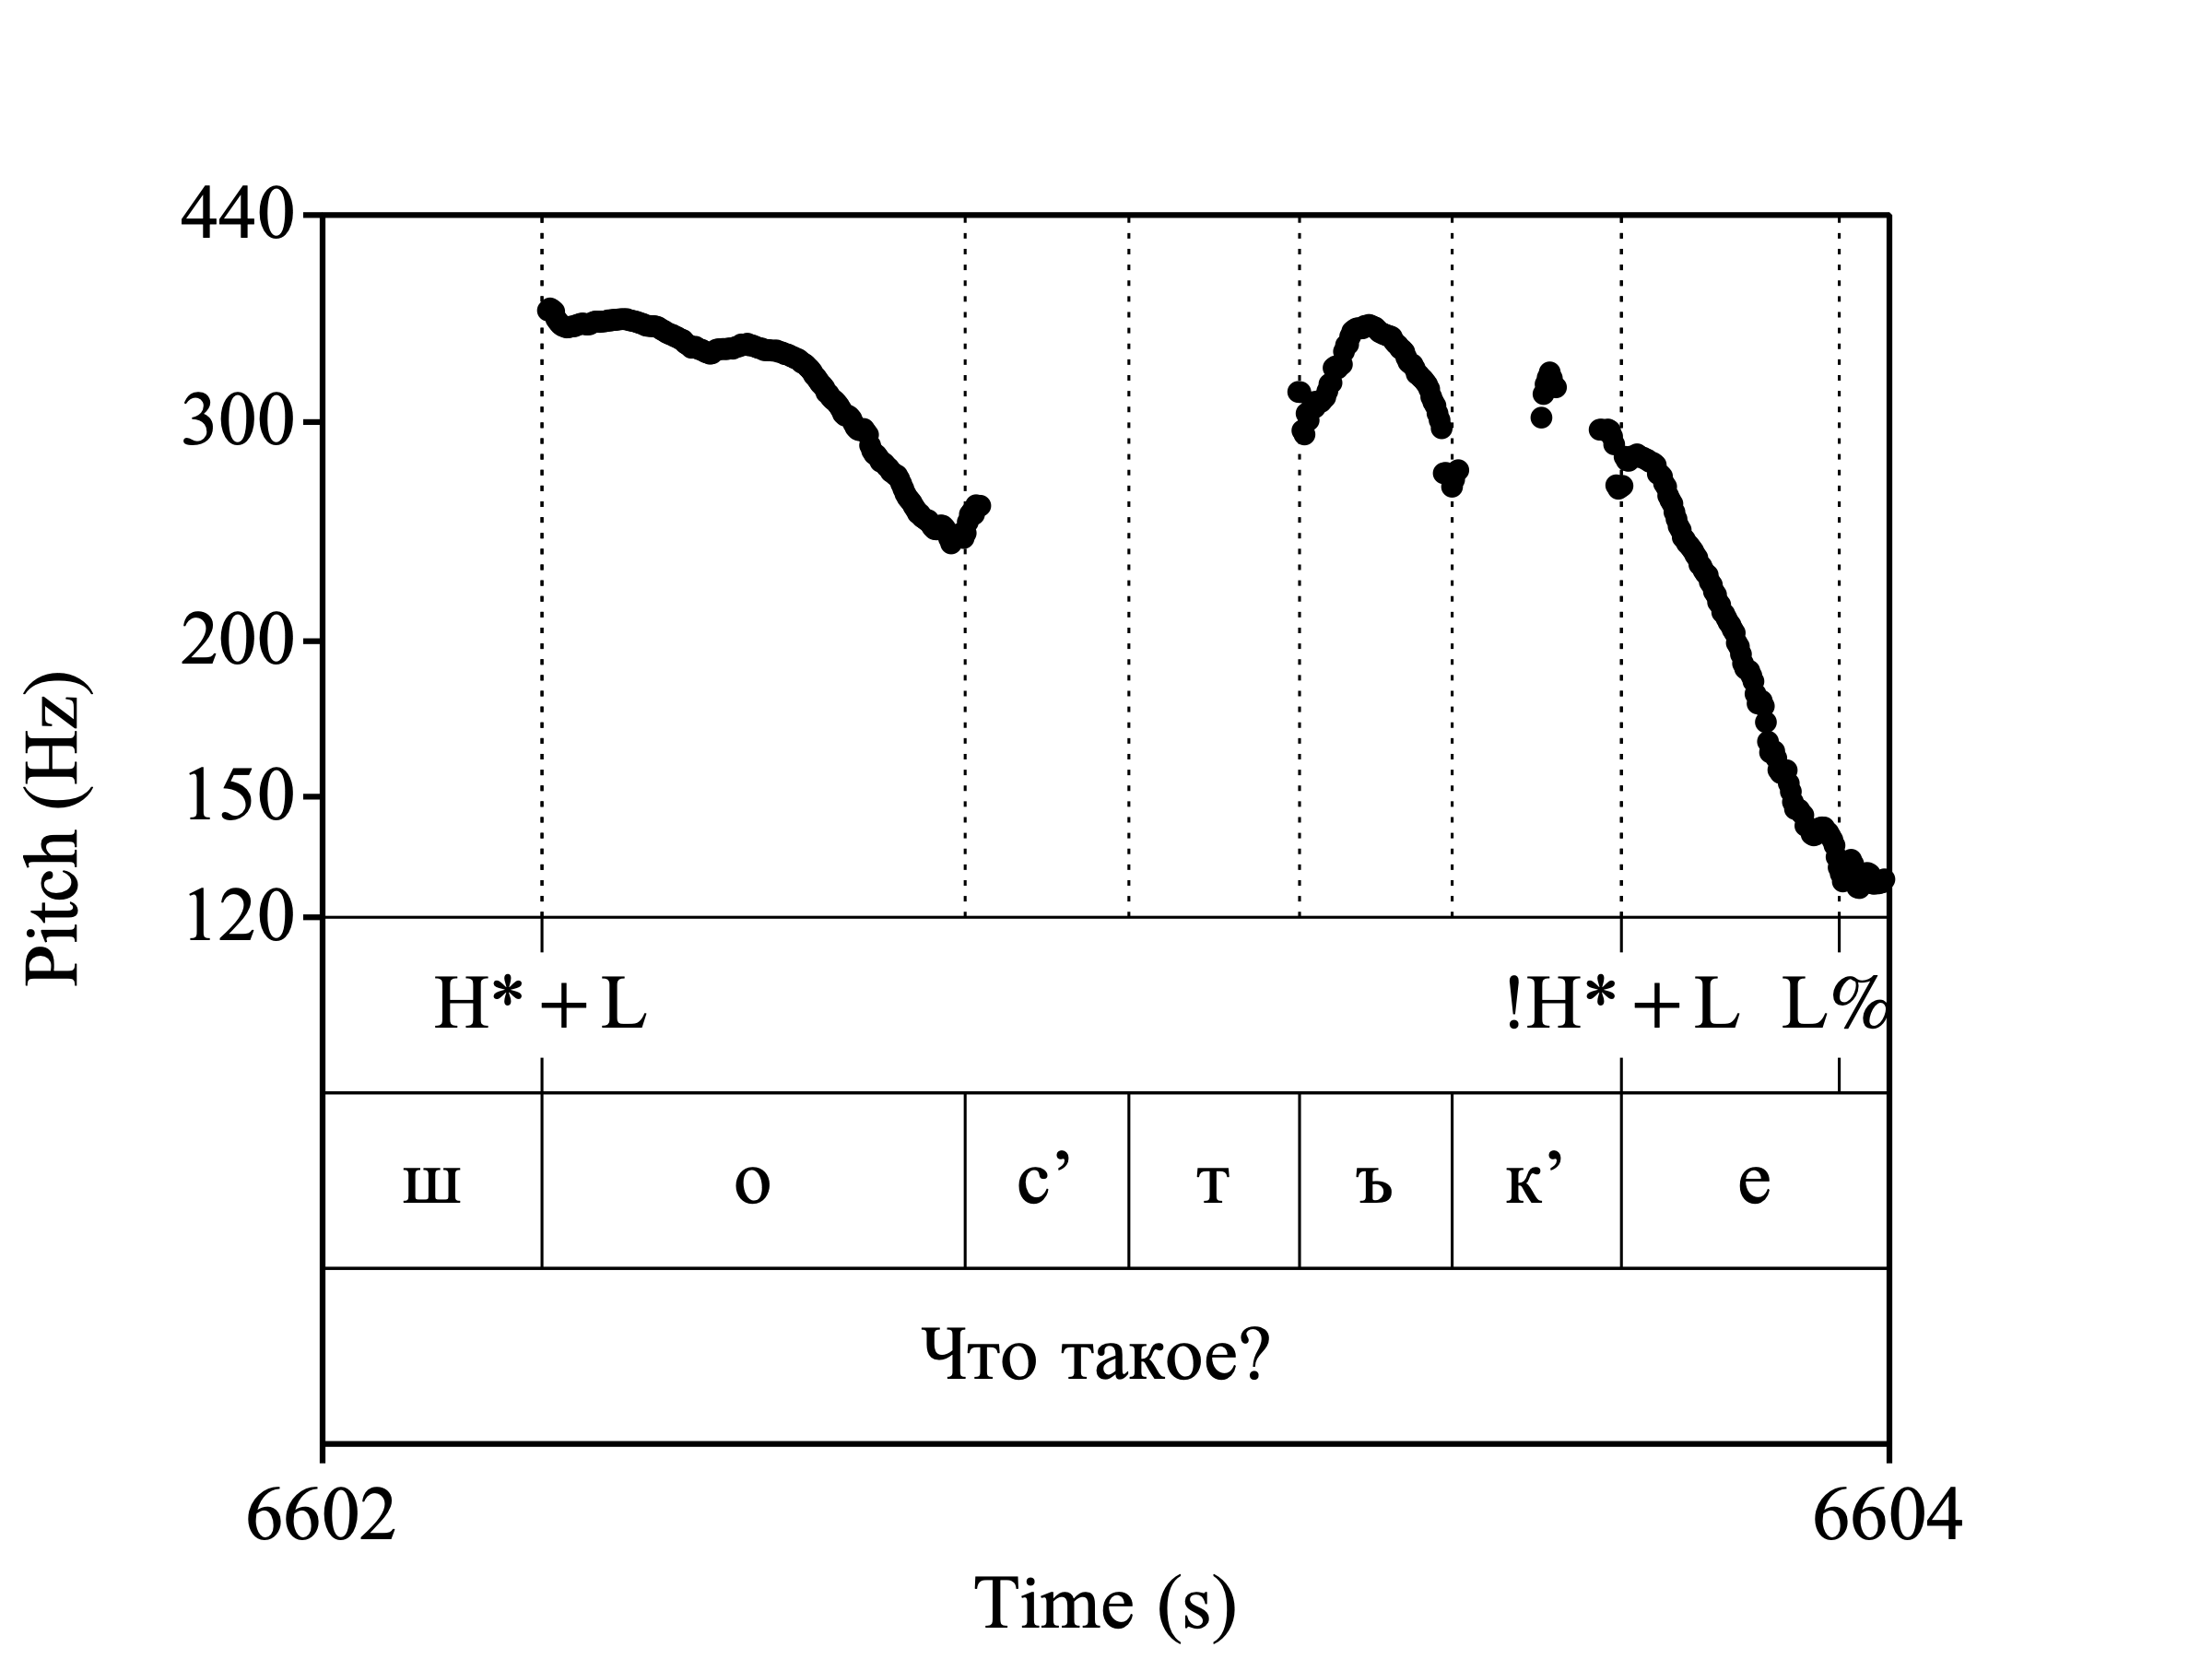 Pitch (Hz)
440
300
200
150
120
H*+L !H*+L L%
ш о с’ т ъ к’ е
Что такое?
6602 6604
Time (s)